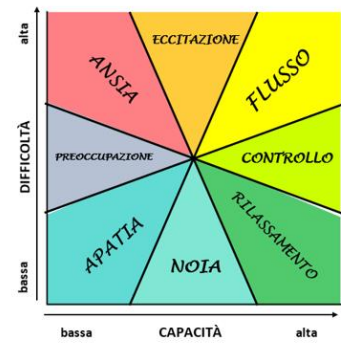 alta
ECCITAZIONE
ANSIA
FLUSSO
DIFFICOLTÀ
PREOCCUPAZIONE
CONTROLLO
APATIA
NOIA
RILASSAMENTO
bassa
bassa
CAPACITÀ
alta